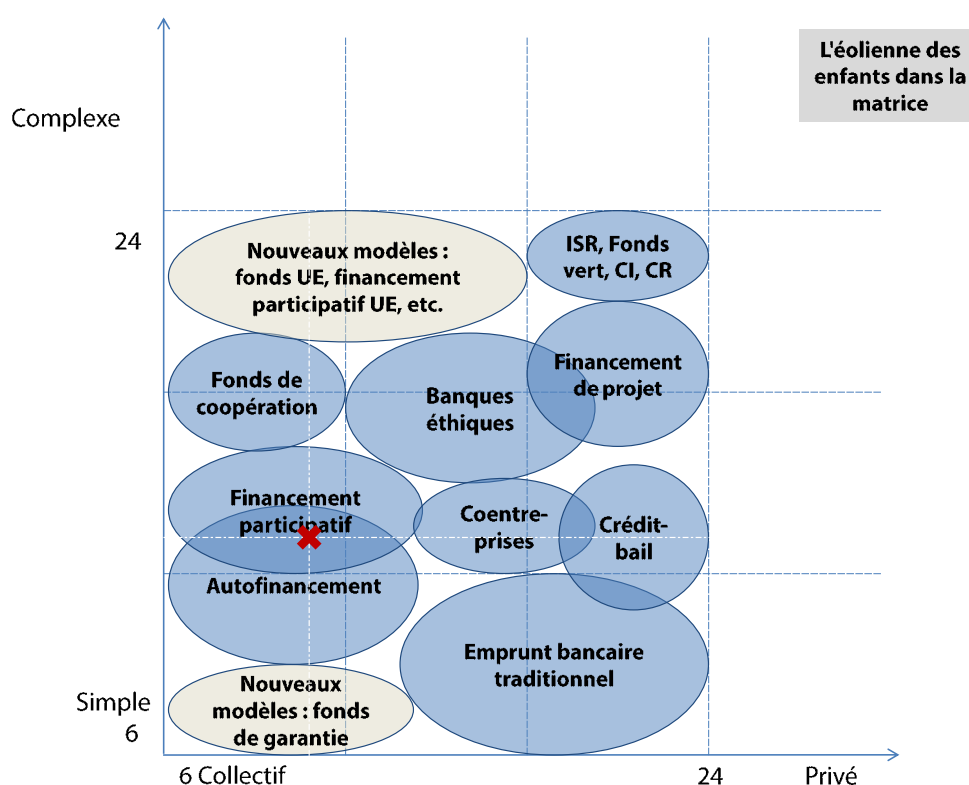 L'éolienne des
enfants dans la
matrice
Complexe
24
Nouveaux modèles :
fonds UE, financement
participatif UE, etc.
ISR, Fonds
vert, CI, CR
Fonds de
coopération
Banques
éthiques
Financement
de projet
Financement
participatif
Coentre-
prises
Crédit-
bail
Autofinancement
Emprunt bancaire
traditionnel
Nouveaux
modèles : fonds
de garantie
Simple
6
6 Collectif
24
Privé